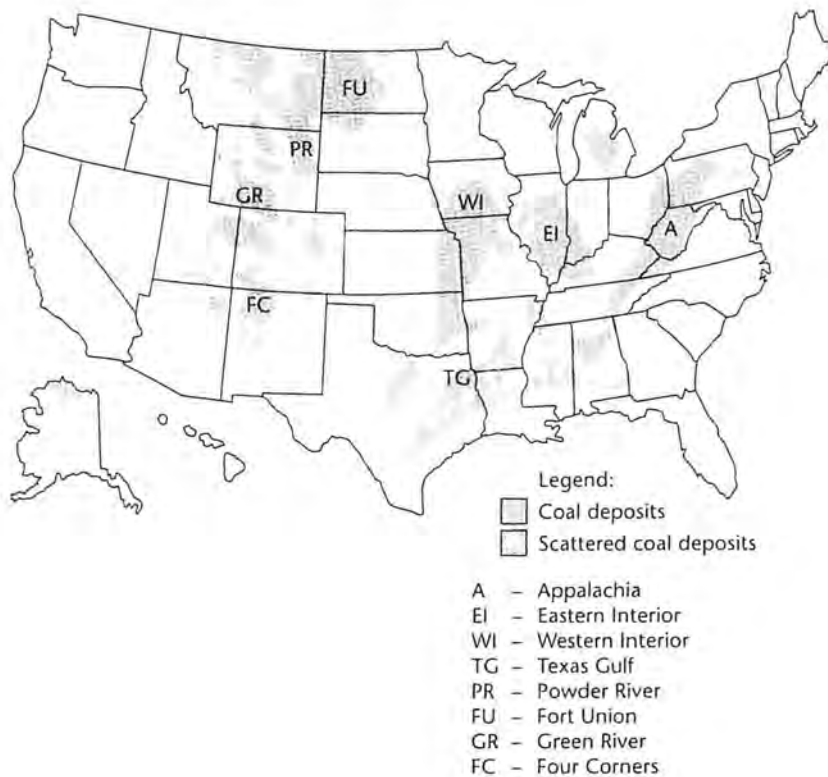 FU
PR
GR
WI
EI
A
FC
TG
Legend:
Coal deposits
Scattered coal deposits
A – Appalachia
EI – Eastern Interior
WI – Western Interior
TG – Texas Gulf
PR – Powder River
FU – Fort Union
GR – Green River
FC – Four Corners